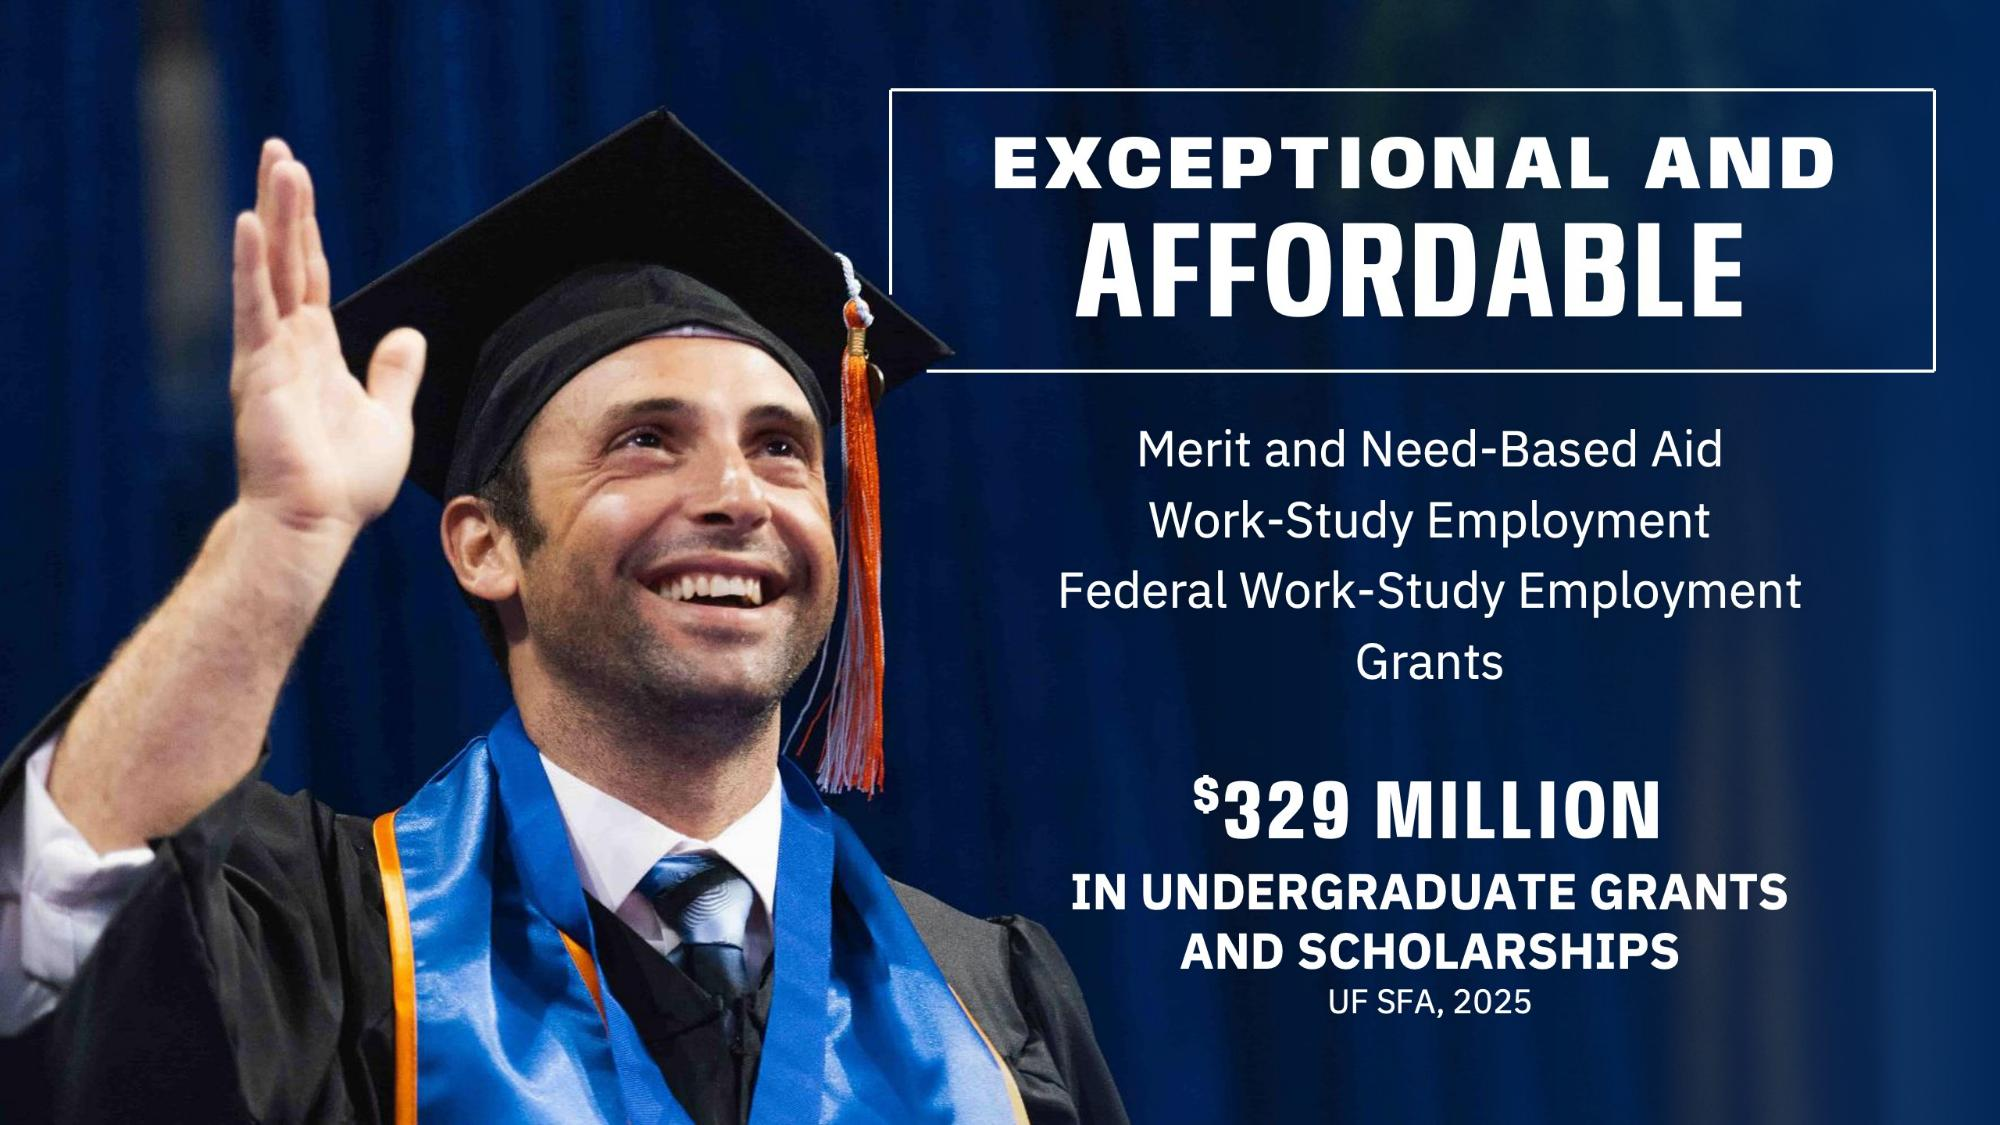 EXCEPTIONAL AND
AFFORDABLE
Merit and Need-Based Aid
Work-Study Employment
Federal Work-Study Employment
Grants
$329 MILLION
IN UNDERGRADUATE GRANTS
AND SCHOLARSHIPS
UF SFA, 2025